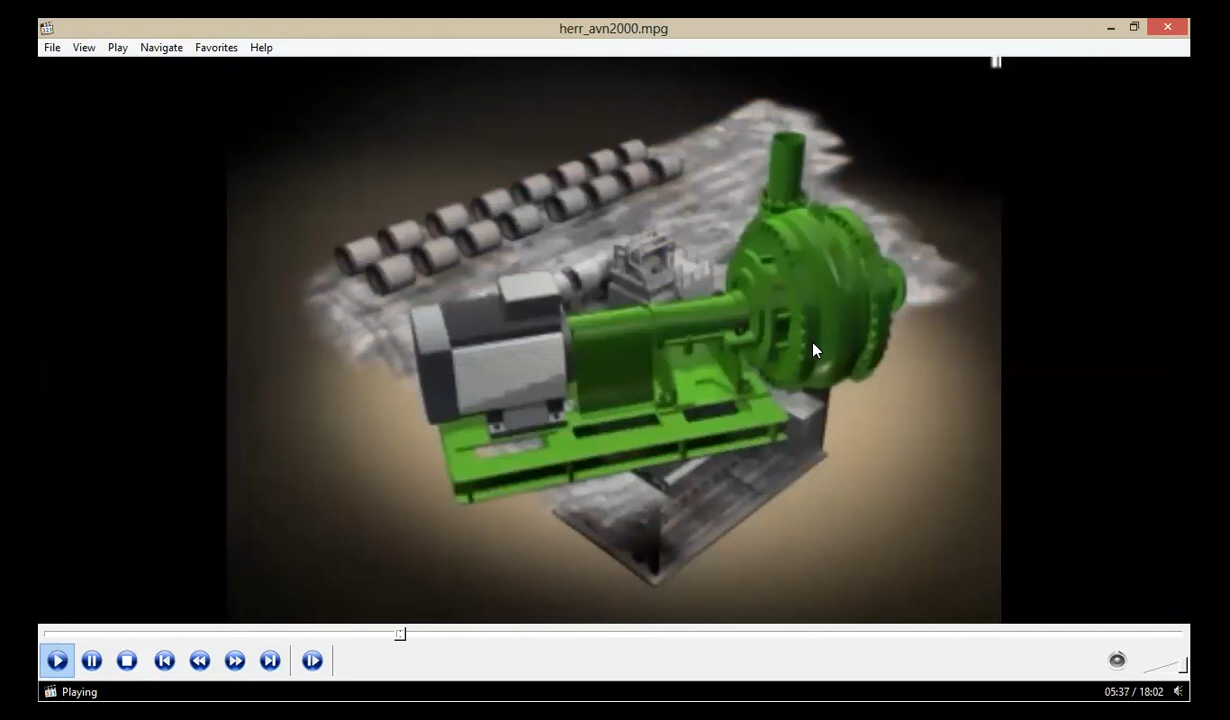 herr_avn2000.mpg
File View Play Navigate Favorites Help
Playing
05:37 / 18:02